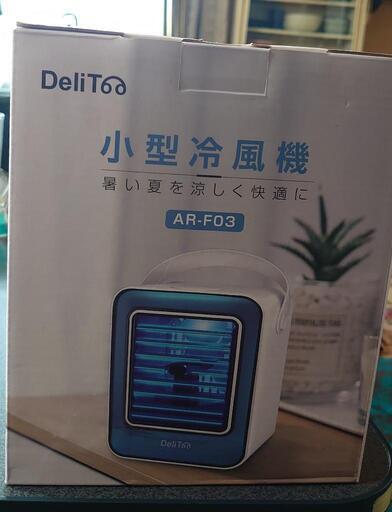 DeliToo
小型冷風機
暑い夏を涼しく快適に
AR-F03
DeliToo